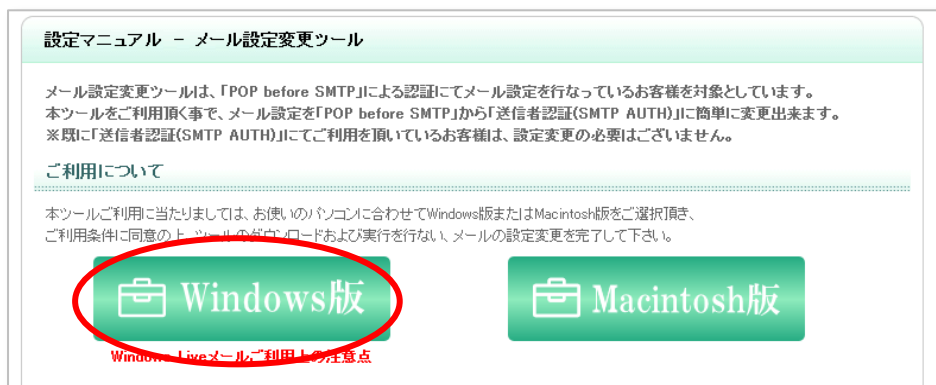 設定マニュアル － メール設定変更ツール
メール設定変更ツールは、「POP before SMTP」による認証にてメール設定を行なっているお客様を対象としています。
本ツールをご利用頂く事で、メール設定を「POP before SMTP」から「送信者認証(SMTP AUTH)」に簡単に変更出来ます。
※既に「送信者認証(SMTP AUTH)」にてご利用を頂いているお客様は、設定変更の必要はございません。
ご利用について
本ツールご利用に当たりましては、お使いのパソコンに合わせてWindows版またはMacintosh版をご選択頂き、
ご利用条件に同意の上、ツールのダウンロードおよび実行を行ない、メールの設定変更を完了して下さい。
Windows版
Macintosh版
Windows Liveメールご利用上の注意点